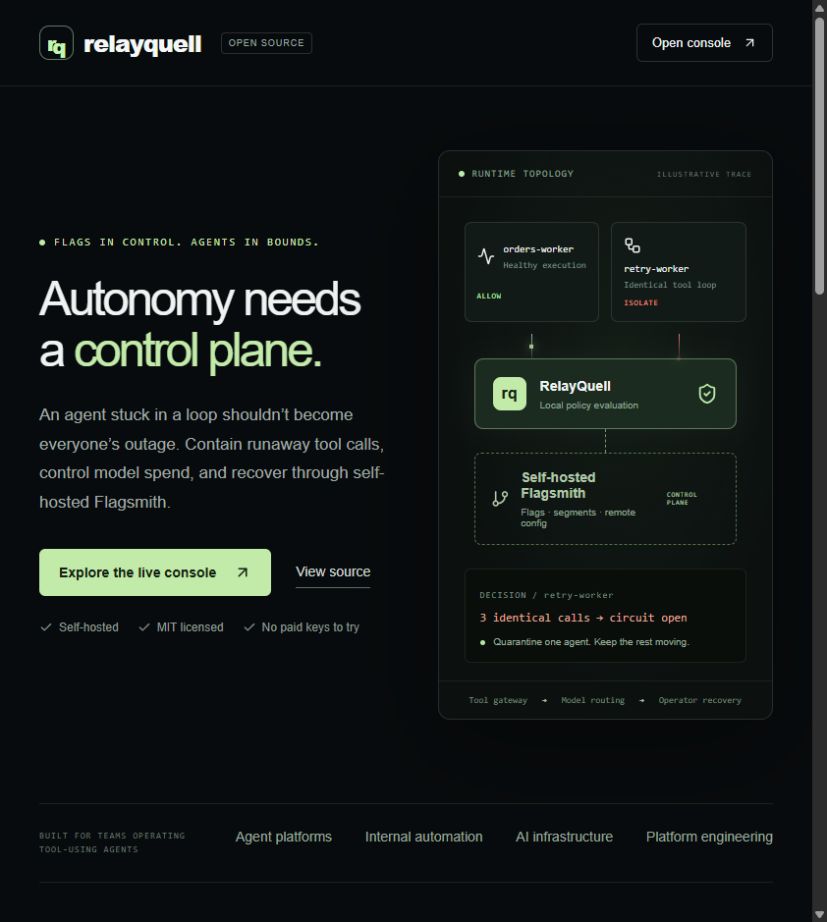 rq relayquell OPEN SOURCE
Open console
FLAGS IN CONTROL. AGENTS IN BOUNDS.
Autonomy needs
a control plane.
An agent stuck in a loop shouldn’t become
everyone’s outage. Contain runaway tool calls,
control model spend, and recover through self-
hosted Flagsmith.
Explore the live console
View source
Self-hosted
MIT licensed
No paid keys to try
RUNTIME TOPOLOGY
ILLUSTRATIVE TRACE
orders-worker
Healthy execution
ALLOW
retry-worker
Identical tool loop
ISOLATE
rq
RelayQuell
Local policy evaluation
Self-hosted
Flagsmith
Flags · segments · remote
config
CONTROL
PLANE
DECISION / retry-worker
3 identical calls → circuit open
Quarantine one agent. Keep the rest moving.
Tool gateway → Model routing → Operator recovery
BUILT FOR TEAMS OPERATING
TOOL-USING AGENTS
Agent platforms
Internal automation
AI infrastructure
Platform engineering